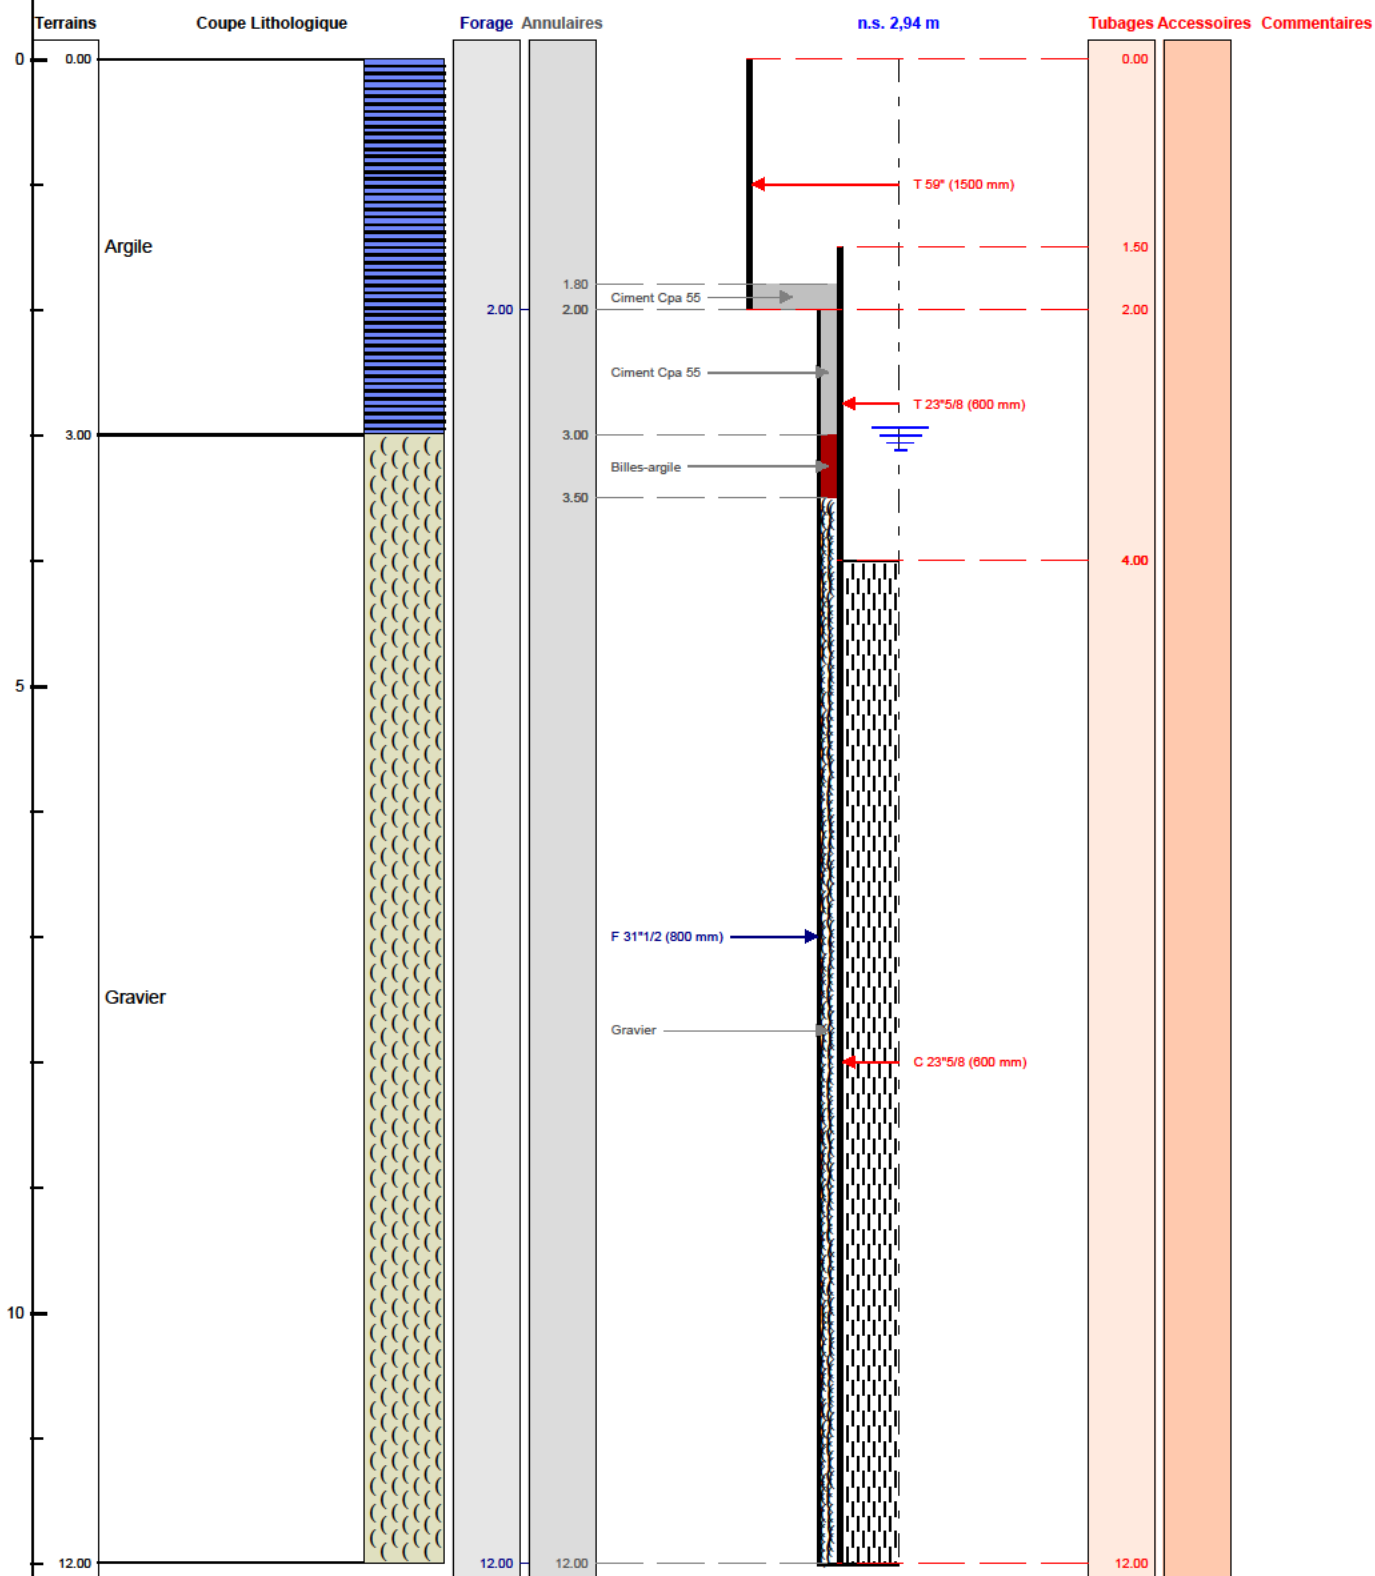 Terrains Coupe Lithologique Forage Annulaires n.s. 2,94 m Tubages Accessoires Commentaires
0 0.00 0.00
T 59" (1500 mm)
Argile 1.50
1.80
Ciment Cpa 55
2.00 2.00 2.00
Ciment Cpa 55
T 23"5/8 (600 mm)
3.00 3.00
Billes-argile
3.50
4.00
5
F 31"1/2 (800 mm)
Gravier
Gravier
C 23"5/8 (600 mm)
10
12.00 12.00 12.00 12.00